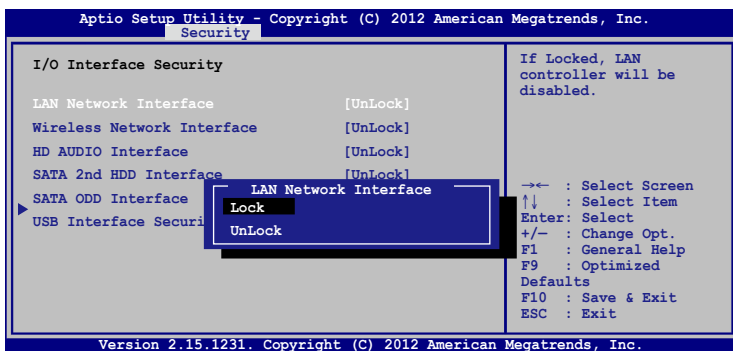 Aptio Setup Utility - Copyright (C) 2012 American Megatrends, Inc.
Security
I/O Interface Security
LAN Network Interface [UnLock]
Wireless Network Interface [UnLock]
HD AUDIO Interface [UnLock]
SATA 2nd HDD Interface [UnLock]
SATA ODD Interface
USB Interface Securi
LAN Network Interface
Lock
UnLock
If Locked, LAN
controller will be
disabled.
→← : Select Screen
↑↓ : Select Item
Enter: Select
+/— : Change Opt.
F1 : General Help
F9 : Optimized
Defaults
F10 : Save & Exit
ESC : Exit
Version 2.15.1231. Copyright (C) 2012 American Megatrends, Inc.